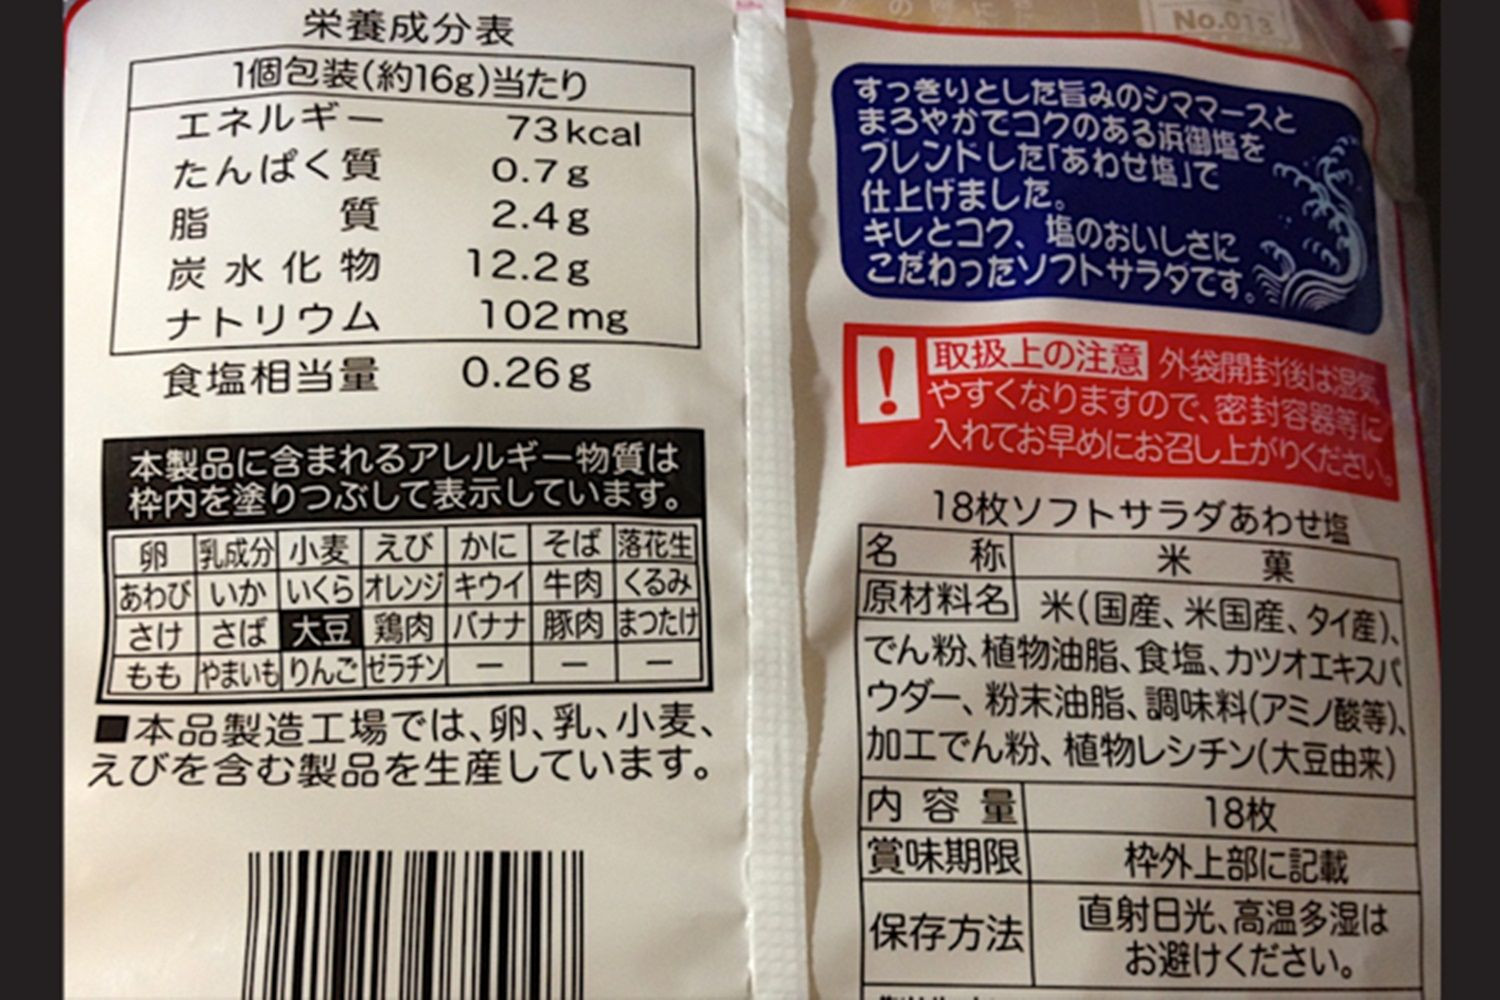 栄養成分表
1個包装(約16g)当たり
エネルギー 73kcal
たんぱく質 0.7g
脂質 2.4g
炭水化物 12.2g
ナトリウム 102mg
食塩相当量 0.26g
本製品に含まれるアレルギー物質は
枠内を塗りつぶして表示しています。
卵 乳成分 小麦 えび かに そば 落花生
あわび いか いくら オレンジ キウイ 牛肉 くるみ
さけ さば 大豆 鶏肉 バナナ 豚肉 まつたけ
もも やまいも りんご ゼラチン ー ー ー
■本品製造工場では、卵、乳、小麦、
えびを含む製品を生産しています。
No.013
すっきりとした旨みのシママースと
まろやかでコクのある浜御塩を
ブレンドした「あわせ塩」で
仕上げました。
キレとコク、塩のおいしさに
こだわったソフトサラダです。
取扱上の注意 外袋開封後は湿気
やすくなりますので、密封容器等に
入れてお早めにお召し上がりください。
18枚ソフトサラダあわせ塩
名称 米菓
原材料名 米(国産、米国産、タイ産)、
でん粉、植物油脂、食塩、カツオエキスパ
ウダー、粉末油脂、調味料(アミノ酸等)、
加工でん粉、植物レシチン(大豆由来)
内容量 18枚
賞味期限 枠外上部に記載
保存方法 直射日光、高温多湿は
お避けください。